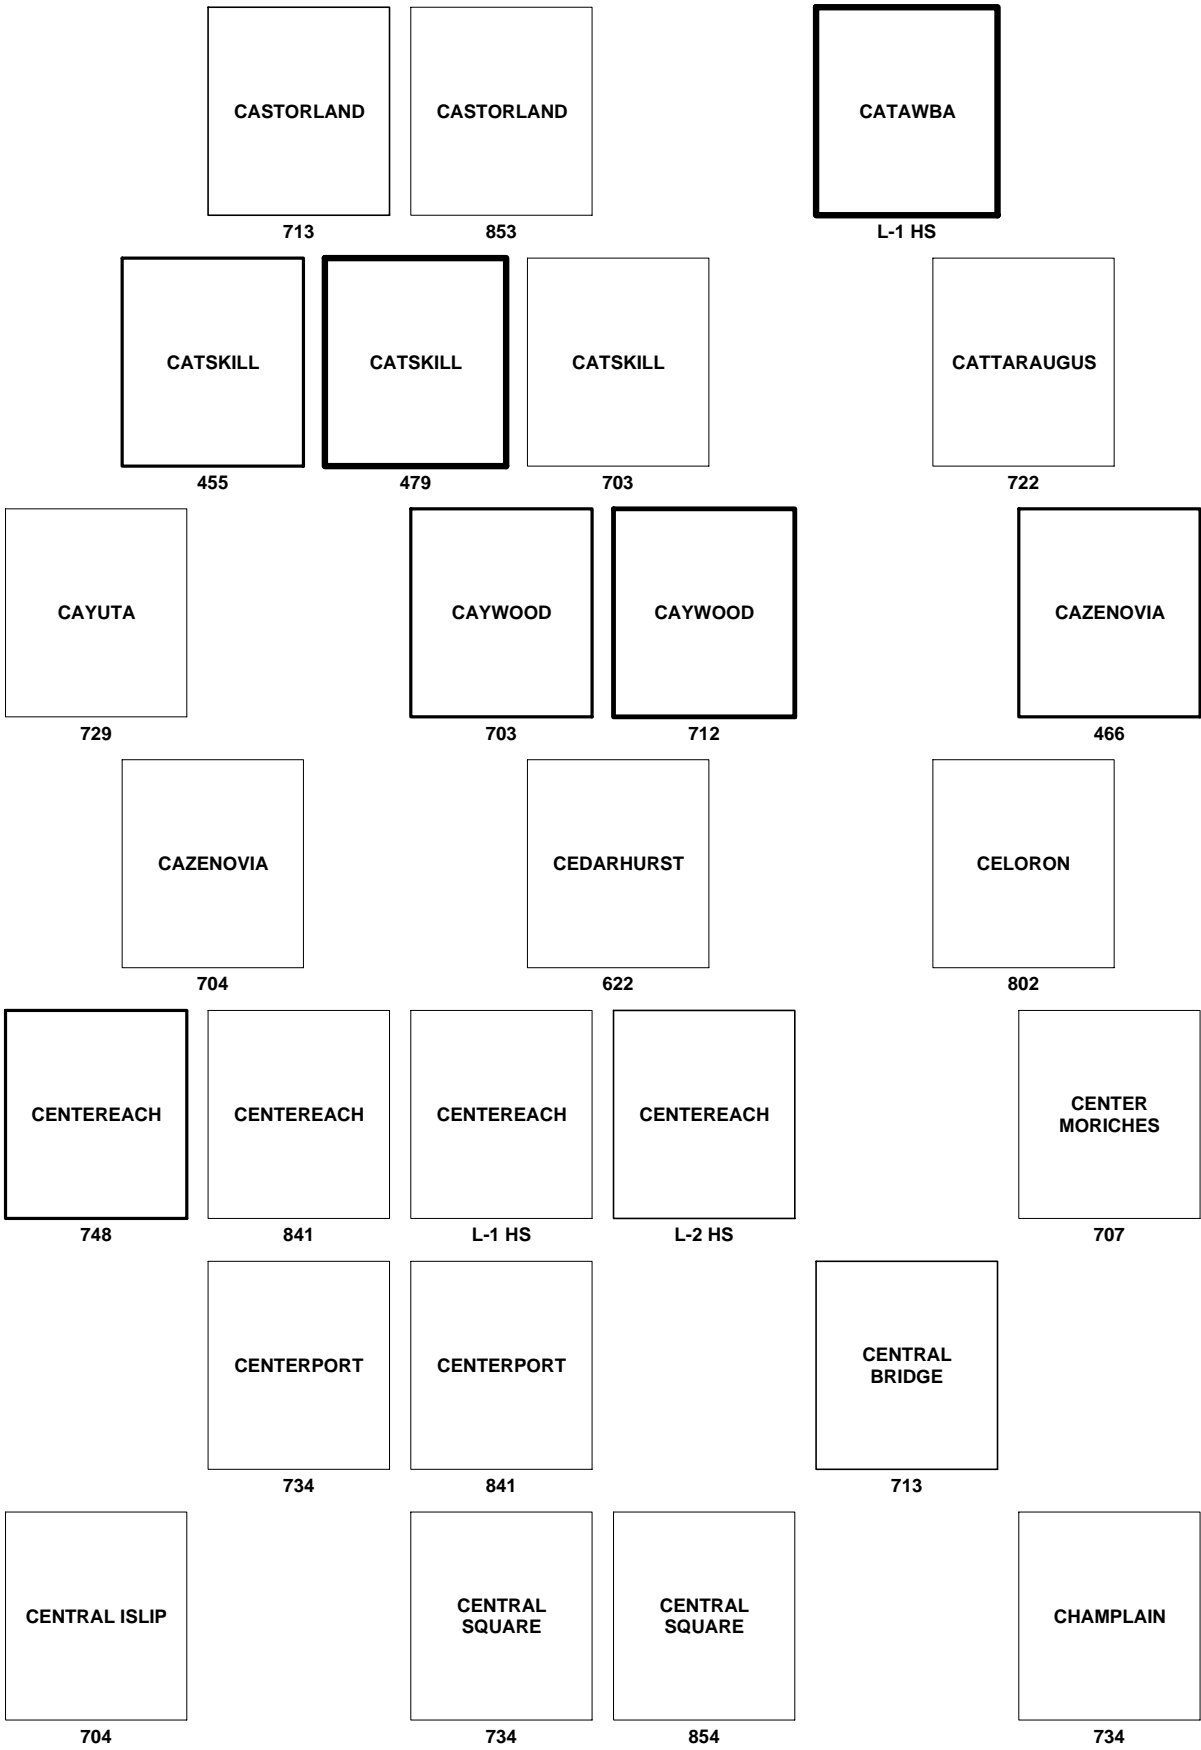 CASTORLAND CASTORLAND CATAWBA
713 853 L-1 HS
CATSKILL CATSKILL CATSKILL CATTARAUGUS
455 479 703 722
CAYUTA CAYWOOD CAYWOOD CAZENOVIA
729 703 712 466
CAZENOVIA CEDARHURST CELORON
704 622 802
CENTEREACH CENTEREACH CENTEREACH CENTEREACH CENTER
MORICHES
748 841 L-1 HS L-2 HS 707
CENTERPORT CENTERPORT CENTRAL
BRIDGE
734 841 713
CENTRAL ISLIP CENTRAL
SQUARE CENTRAL
SQUARE CHAMPLAIN
704 734 854 734